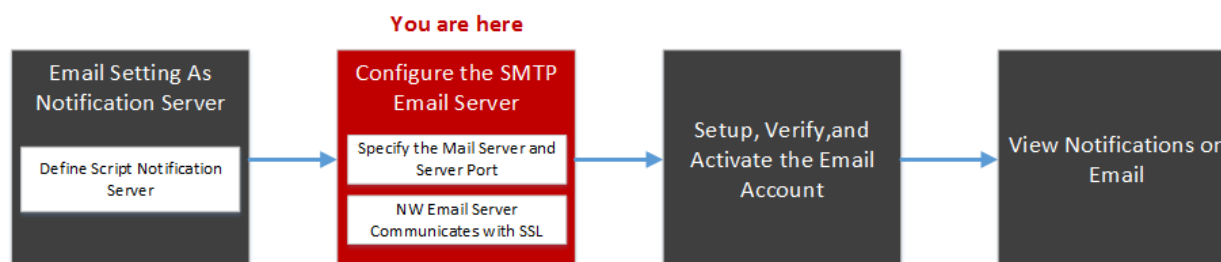 You are here
Email Setting As
Notification Server
Define Script Notification
Server
Configure the SMTP
Email Server
Specify the Mail Server and
Server Port
NW Email Server
Communicates with SSL
Setup, Verify,and
Activate the Email
Account
View Notifications on
Email